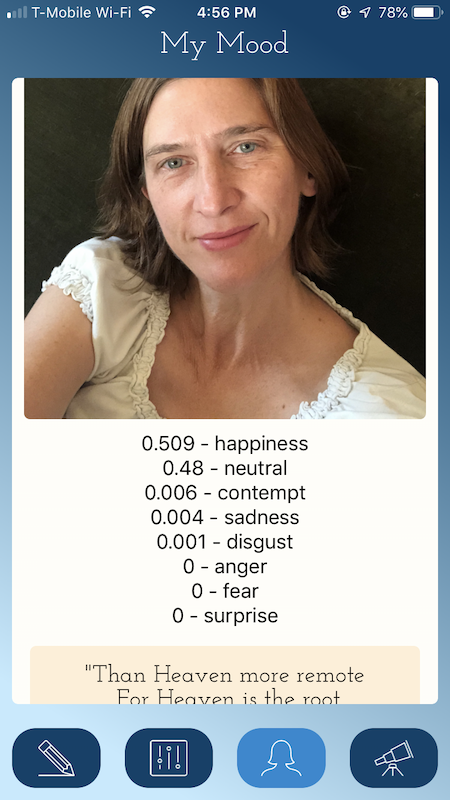 T-Mobile Wi-Fi 4:56 PM 78%
My Mood
0.509 - happiness
0.48 - neutral
0.006 - contempt
0.004 - sadness
0.001 - disgust
0 - anger
0 - fear
0 - surprise
"Than Heaven more remote
For Heaven is the root